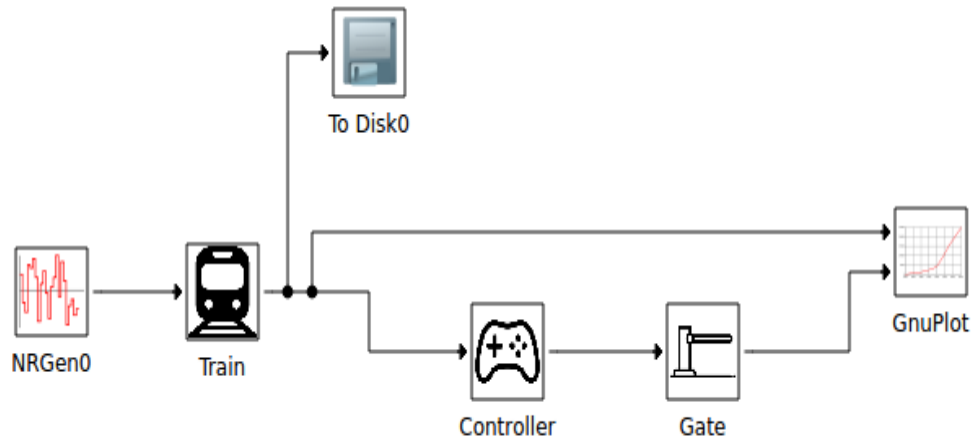 To Disk0
NRGen0
Train
GnuPlot
Controller
Gate